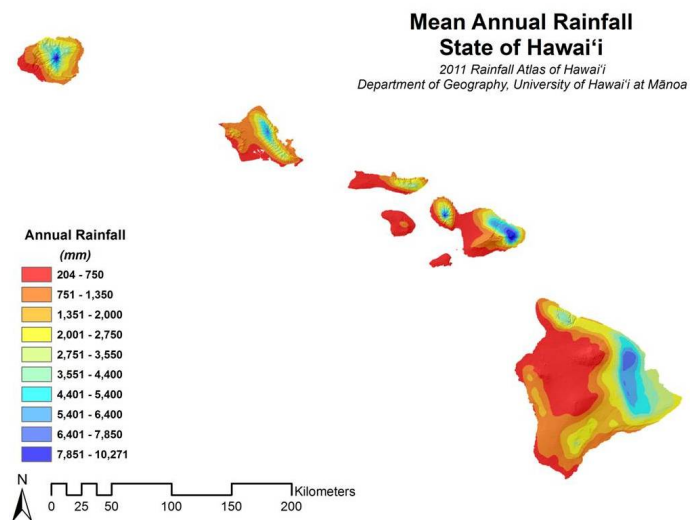 Mean Annual Rainfall
State of Hawai‘i
2011 Rainfall Atlas of Hawai‘i
Department of Geography, University of Hawai‘i at Mānoa
Annual Rainfall
(mm)
204 - 750
751 - 1,350
1,351 - 2,000
2,001 - 2,750
2,751 - 3,550
3,551 - 4,400
4,401 - 5,400
5,401 - 6,400
6,401 - 7,850
7,851 - 10,271
N
Kilometers
0 25 50 100 150 200